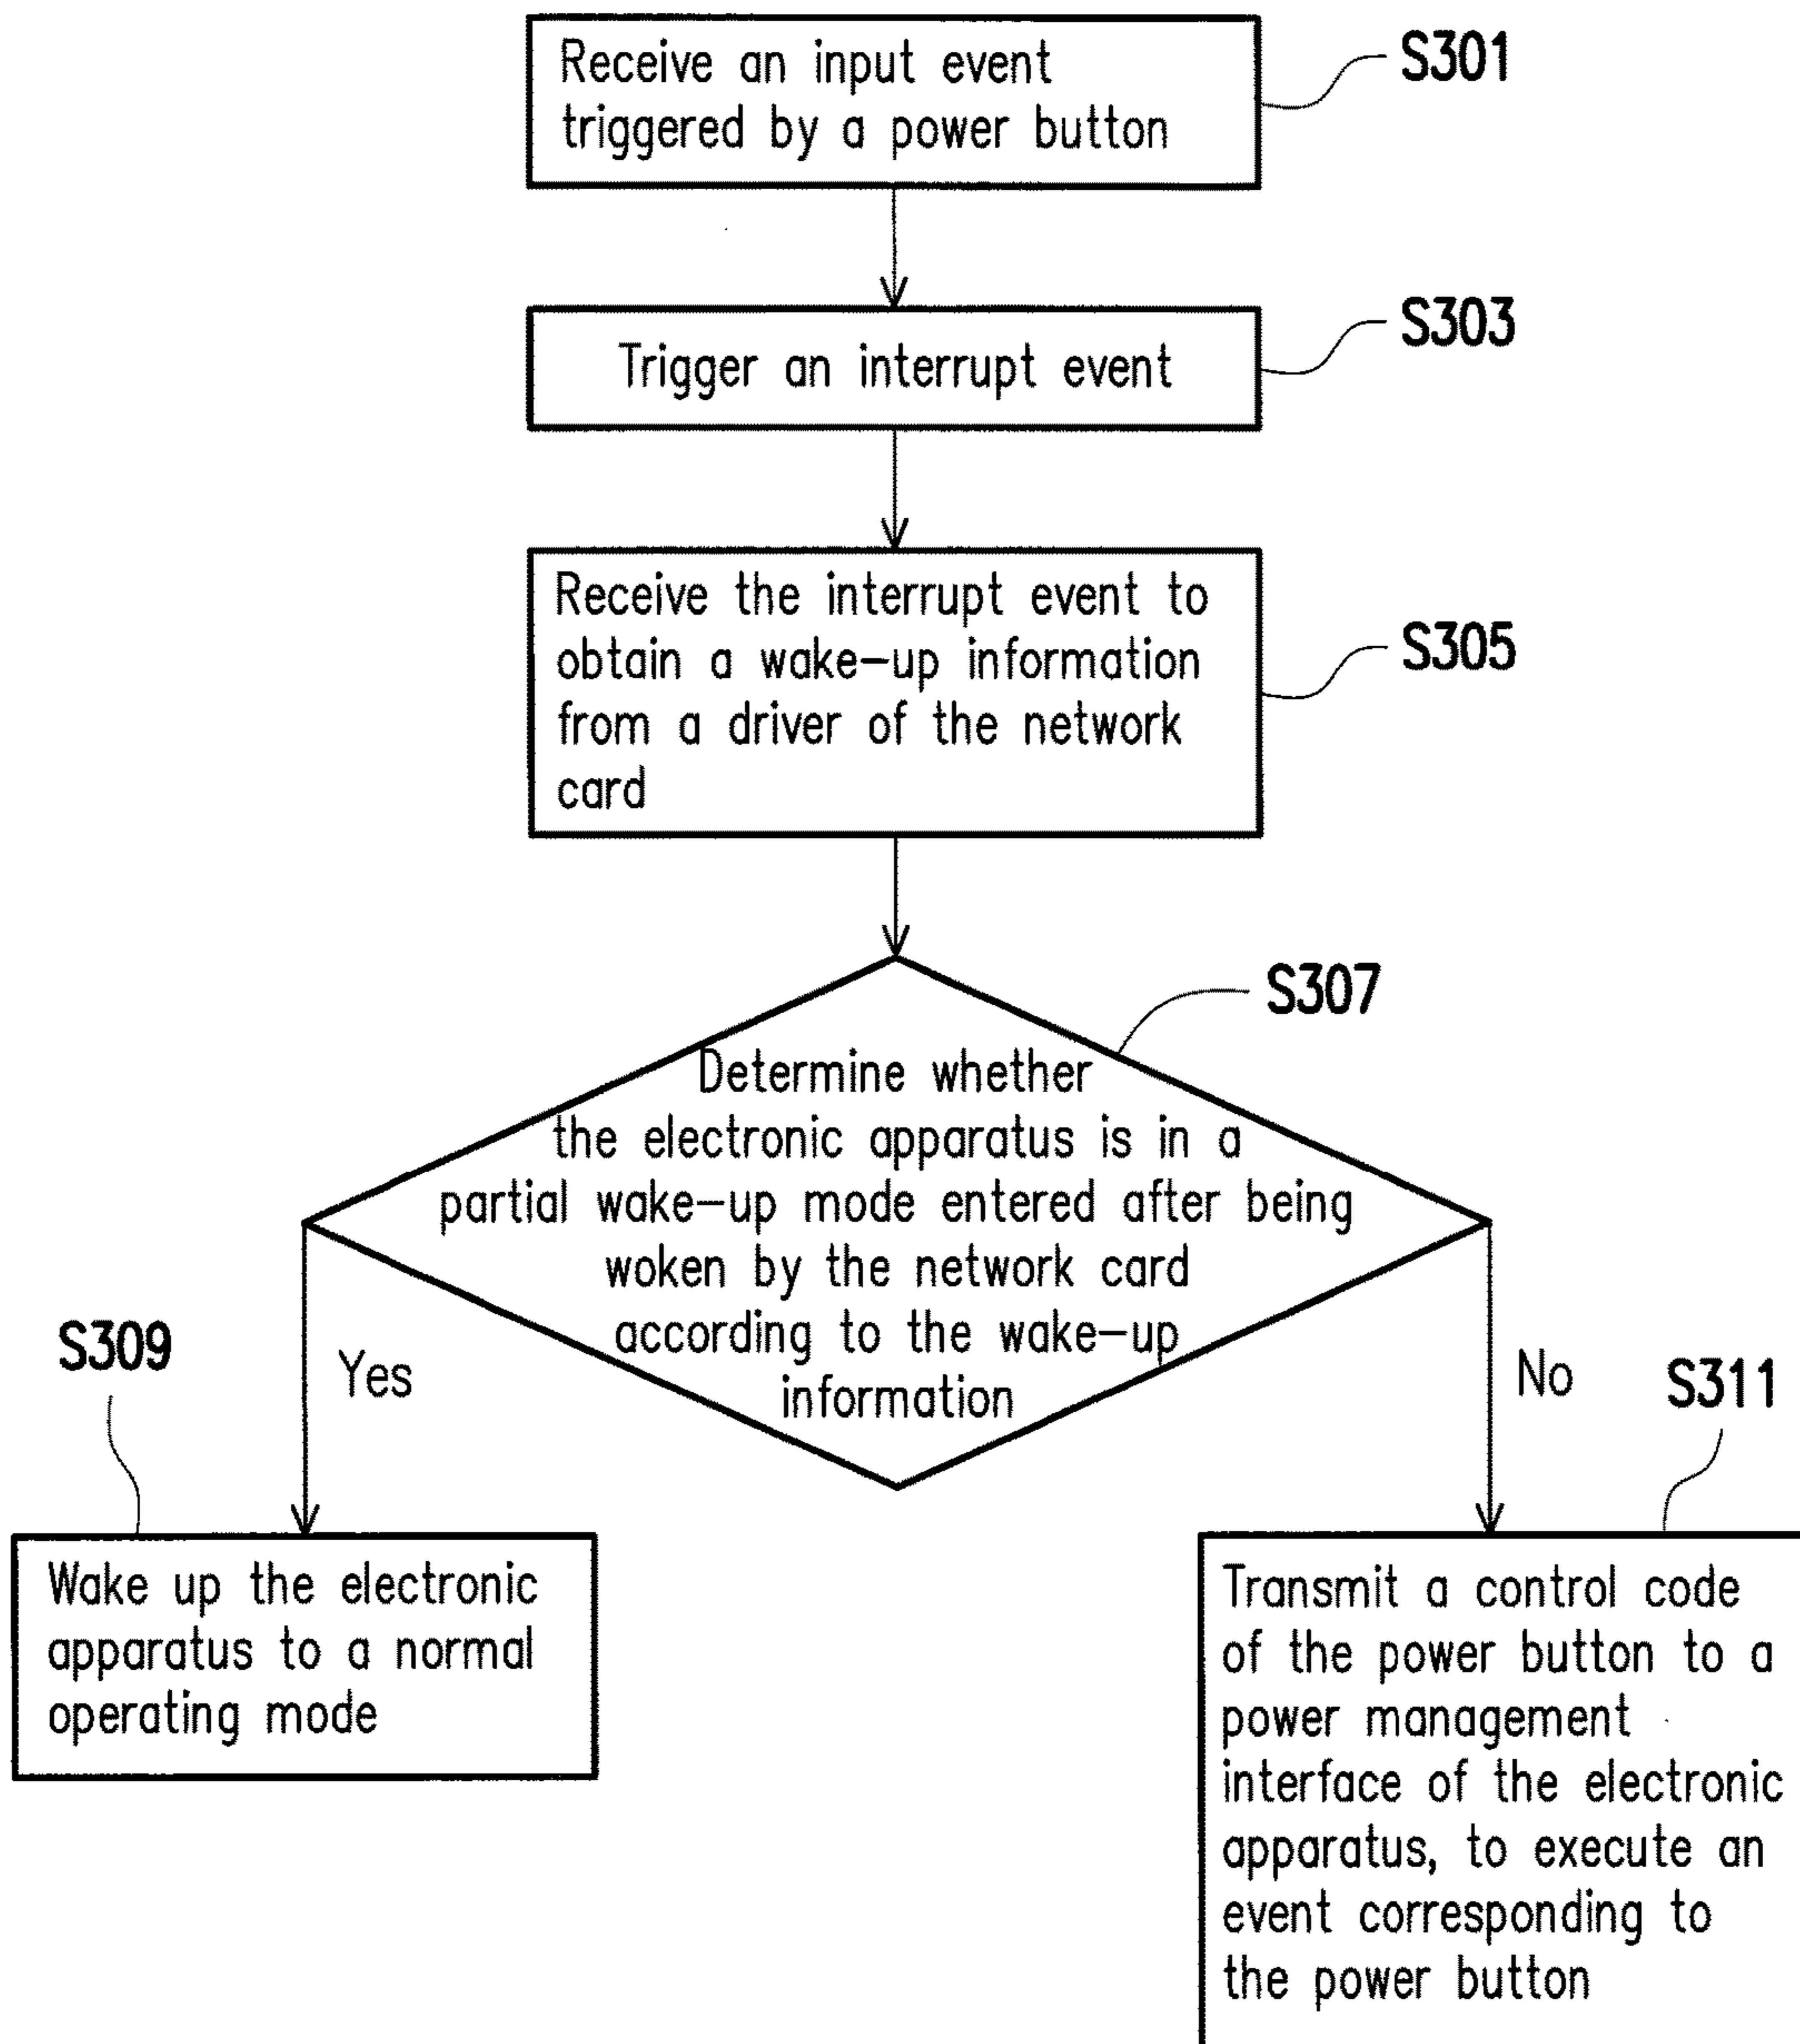 Receive an input event
triggered by a power button
S301
Trigger an interrupt event
S303
Receive the interrupt event to
obtain a wake-up information
from a driver of the network
card
S305
S307
Determine whether
the electronic apparatus is in a
partial wake-up mode entered after being
woken by the network card
according to the wake-up
information
S309
Yes
No
S311
Wake up the electronic
apparatus to a normal
operating mode
Transmit a control code
of the power button to a
power management
interface of the electronic
apparatus, to execute an
event corresponding to
the power button